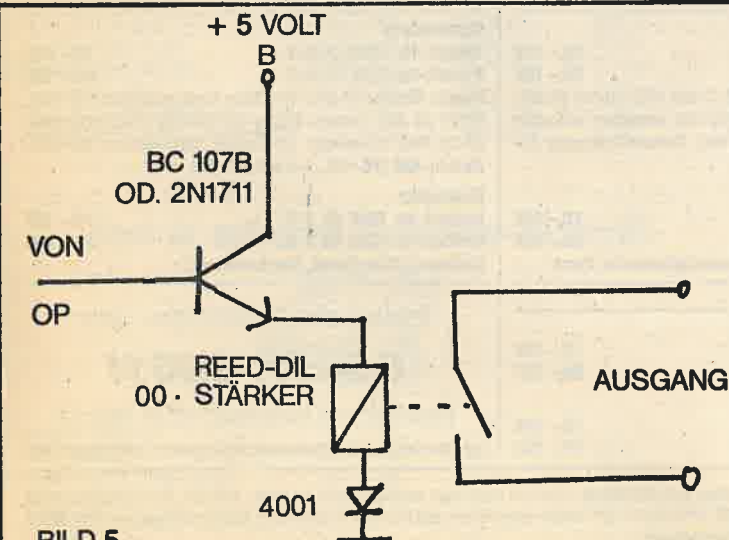 + 5 VOLT
B
BC 107B
OD. 2N1711
VON
OP
REED-DIL
00 · STÄRKER
AUSGANG
4001
BILD 5